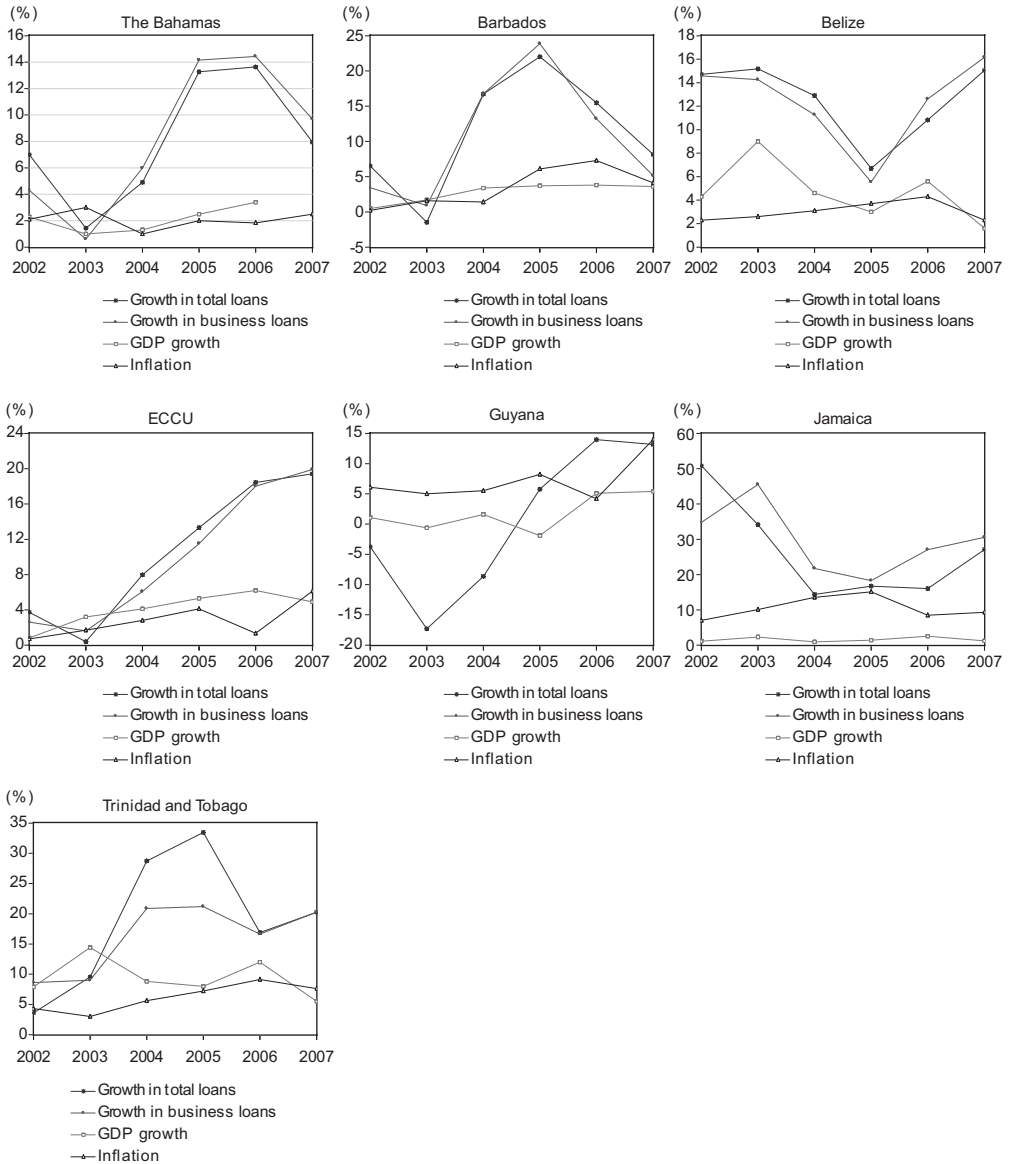 (%)
The Bahamas
16
14
12
10
8
6
4
2
0
2002 2003 2004 2005 2006 2007
Growth in total loans
Growth in business loans
GDP growth
Inflation
(%)
Barbados
25
20
15
10
5
0
-5
2002 2003 2004 2005 2006 2007
Growth in total loans
Growth in business loans
GDP growth
Inflation
(%)
Belize
18
16
14
12
10
8
6
4
2
0
2002 2003 2004 2005 2006 2007
Growth in total loans
Growth in business loans
GDP growth
Inflation
(%)
ECCU
24
20
16
12
8
4
0
2002 2003 2004 2005 2006 2007
Growth in total loans
Growth in business loans
GDP growth
Inflation
(%)
Guyana
15
10
5
0
-5
-10
-15
-20
2002 2003 2004 2005 2006 2007
Growth in total loans
GDP growth
Inflation
(%)
Jamaica
60
50
40
30
20
10
0
2002 2003 2004 2005 2006 2007
Growth in total loans
Growth in business loans
GDP growth
Inflation
(%)
Trinidad and Tobago
35
30
25
20
15
10
5
0
2002 2003 2004 2005 2006 2007
Growth in total loans
Growth in business loans
GDP growth
Inflation